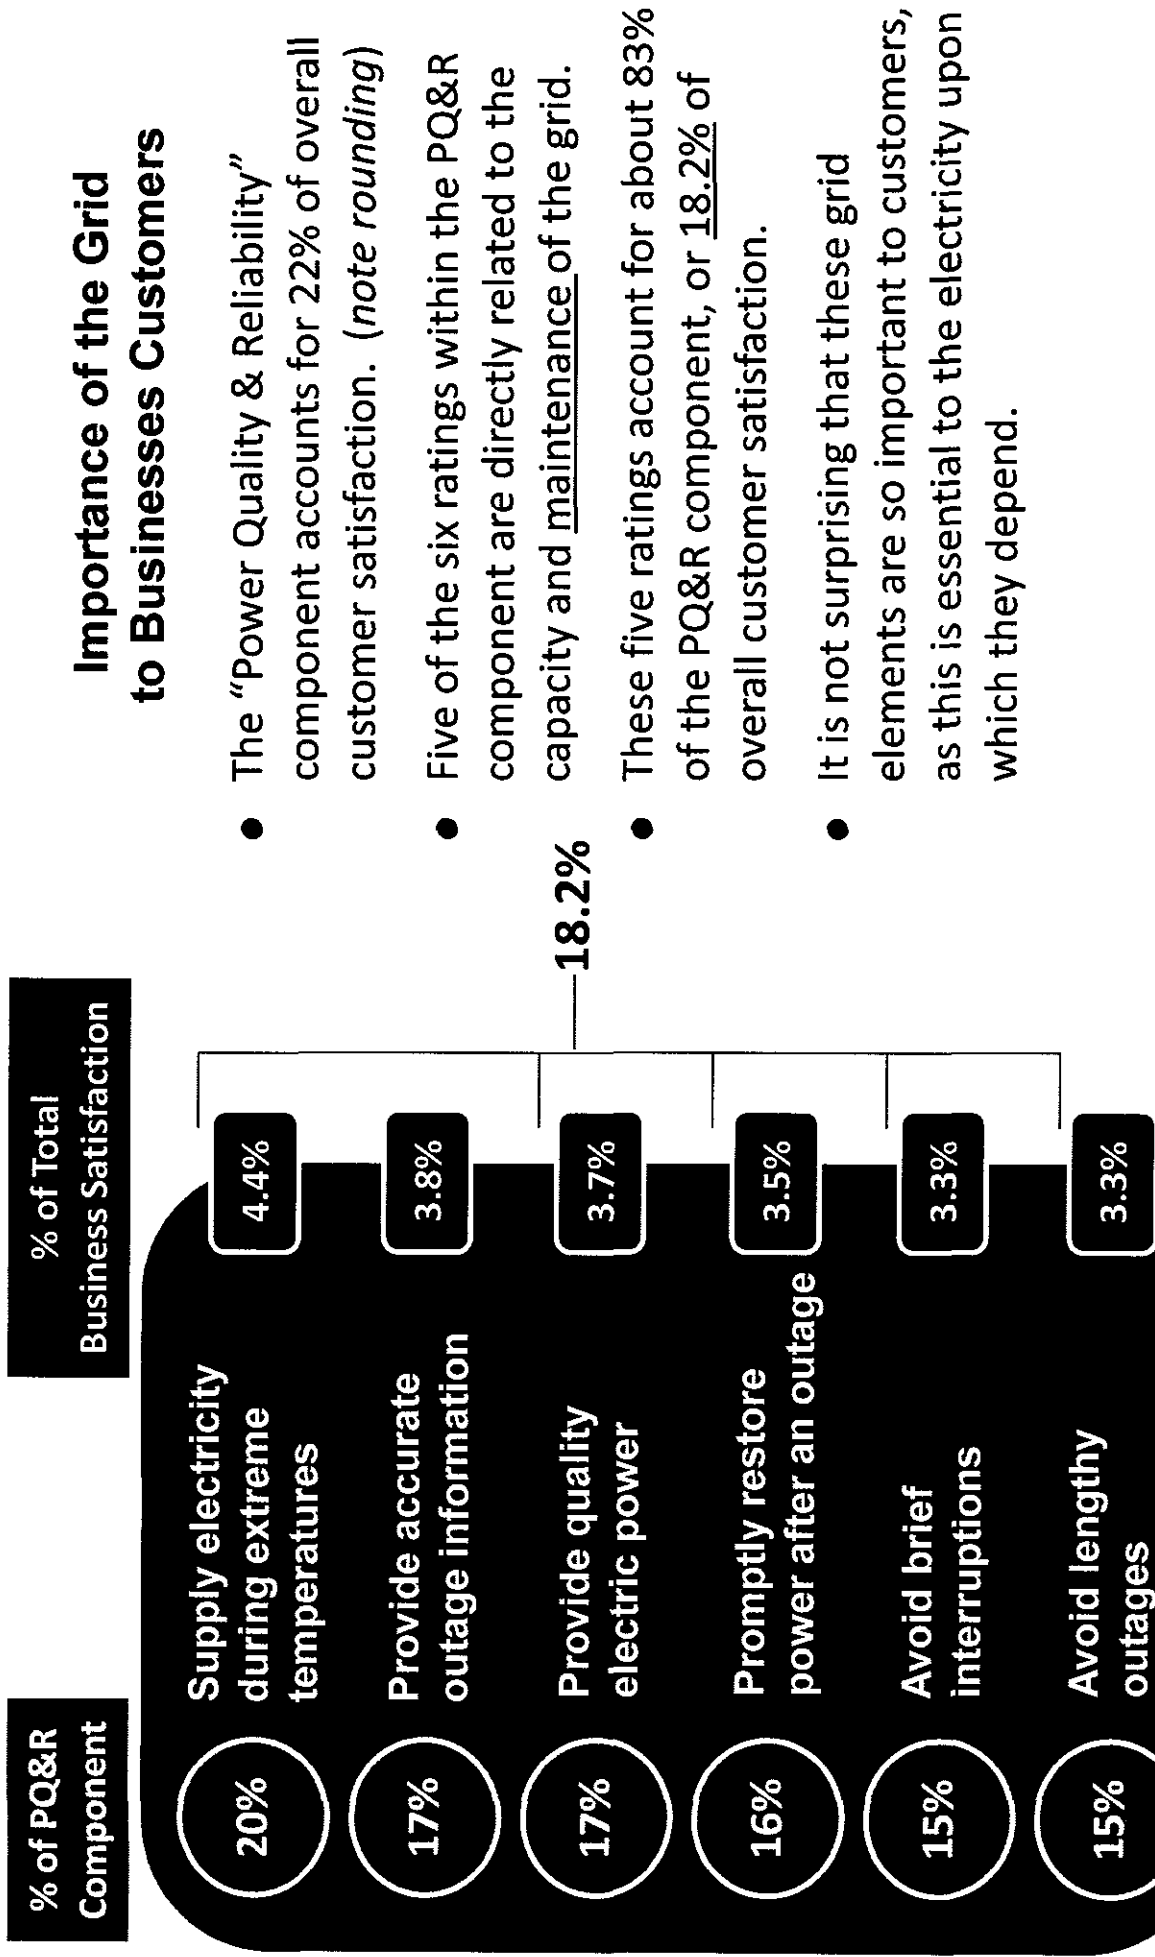 Importance of the Grid
to Businesses Customers
% of PQ&R
Component
% of Total
Business Satisfaction
20%
Supply electricity
during extreme
temperatures
4.4%
17%
Provide accurate
outage information
3.8%
17%
Provide quality
electric power
3.7%
16%
Promptly restore
power after an outage
3.5%
15%
Avoid brief
interruptions
3.3%
15%
Avoid lengthy
outages
3.3%
18.2%
• The “Power Quality & Reliability”
component accounts for 22% of overall
customer satisfaction. (note rounding)
• Five of the six ratings within the PQ&R
component are directly related to the
capacity and maintenance of the grid.
• These five ratings account for about 83%
of the PQ&R component, or 18.2% of
overall customer satisfaction.
• It is not surprising that these grid
elements are so important to customers,
as this is essential to the electricity upon
which they depend.